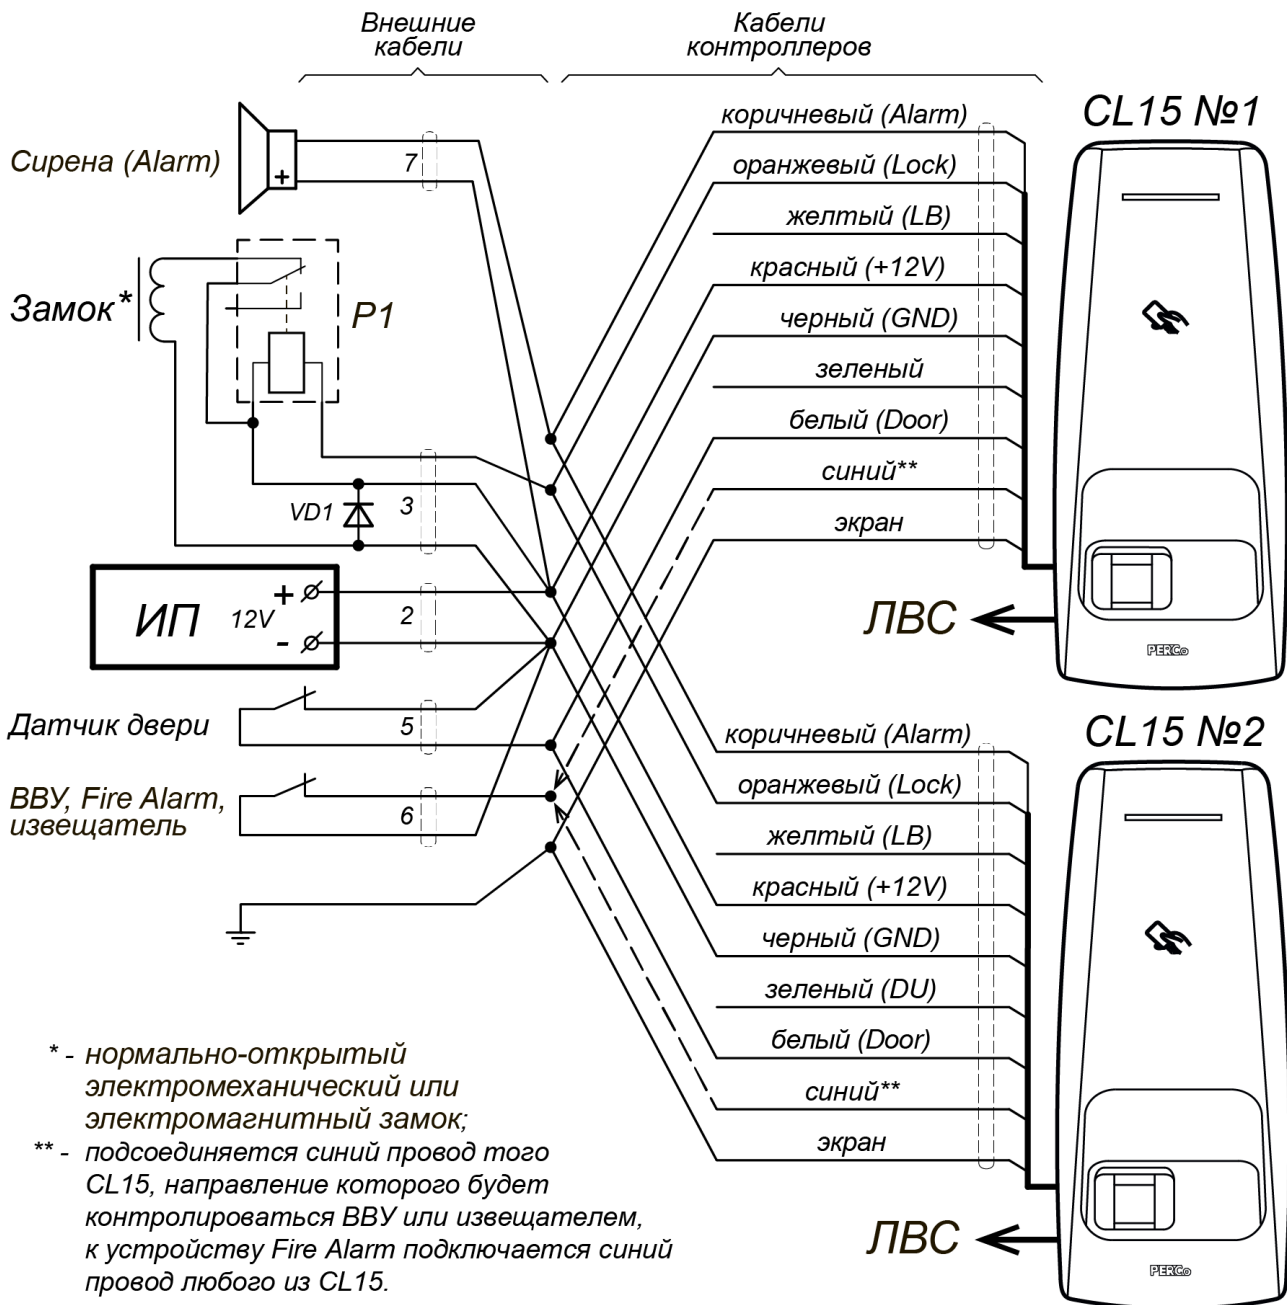 Внешние
кабели
Кабели
контроллеров
CL15 №1
Сирена (Alarm)
+
7
Замок*
P1
VD1
3
ИП
12V
+
-
2
Датчик двери
5
ВВУ, Fire Alarm,
извещатель
6
коричневый (Alarm)
оранжевый (Lock)
желтый (LB)
красный (+12V)
черный (GND)
зеленый
белый (Door)
синий**
экран
ЛВС
PERCo
CL15 №2
коричневый (Alarm)
оранжевый (Lock)
желтый (LB)
красный (+12V)
черный (GND)
зеленый (DU)
белый (Door)
синий**
экран
ЛВС
PERCo
* - нормально-открытый
электромеханический или
электромагнитный замок;
** - подсоединяется синий провод того
CL15, направление которого будет
контролироваться ВВУ или извещателем,
к устройству Fire Alarm подключается синий
провод любого из CL15.